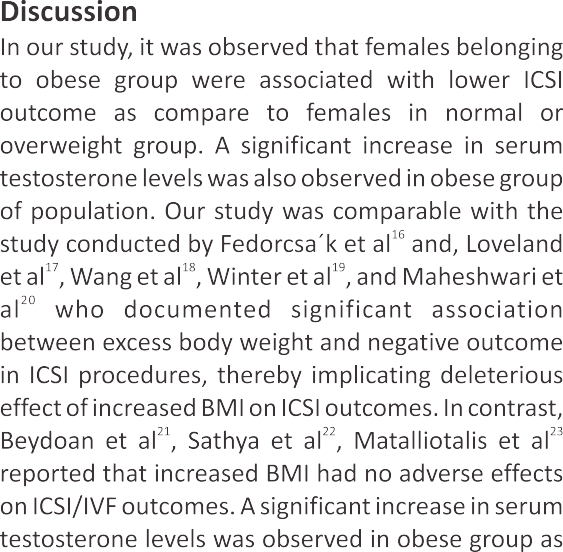 Discussion
In our study, it was observed that females belonging
to obese group were associated with lower ICSI
outcome as compare to females in normal or
overweight group. A significant increase in serum
testosterone levels was also observed in obese group
of population. Our study was comparable with the
study conducted by Fedorcsa´k et al16 and, Loveland
et al17, Wang et al18, Winter et al19, and Maheshwari et
al20 who documented significant association
between excess body weight and negative outcome
in ICSI procedures, thereby implicating deleterious
effect of increased BMI on ICSI outcomes. In contrast,
Beydoan et al21, Sathya et al22, Matalliotalis et al23
reported that increased BMI had no adverse effects
on ICSI/IVF outcomes. A significant increase in serum
testosterone levels was observed in obese group as